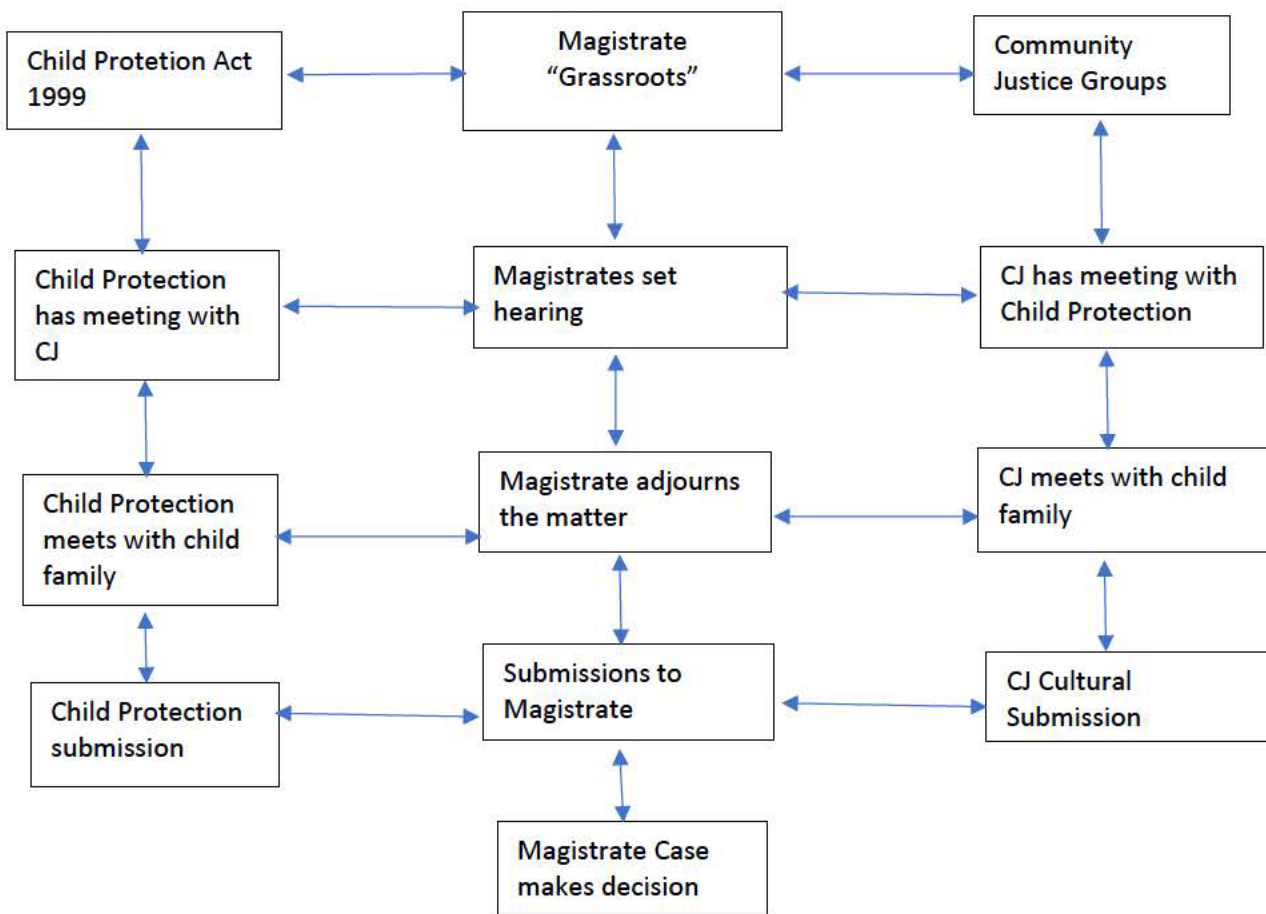 Child Protetion Act
1999
Magistrate
“Grassroots”
Community
Justice Groups
Child Protection
has meeting with
CJ
Magistrates set
hearing
CJ has meeting with
Child Protection
Child Protection
meets with child
family
Magistrate adjourns
the matter
CJ meets with child
family
Child Protection
submission
Submissions to
Magistrate
CJ Cultural
Submission
Magistrate Case
makes decision